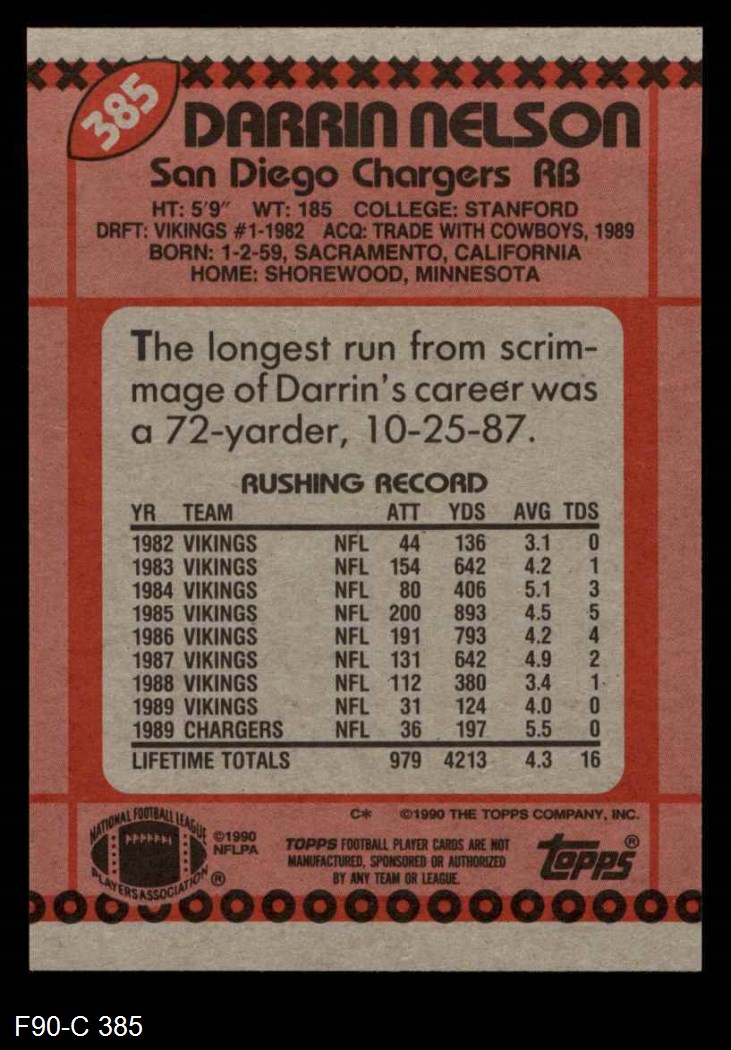 385
DARRIN NELSON
San Diego Chargers RB
HT: 5'9" WT: 185 COLLEGE: STANFORD
DRFT: VIKINGS #1-1982 ACQ: TRADE WITH COWBOYS, 1989
BORN: 1-2-59, SACRAMENTO, CALIFORNIA
HOME: SHOREWOOD, MINNESOTA
The longest run from scrim-
mage of Darrin's career was
a 72-yarder, 10-25-87.
RUSHING RECORD
YR TEAM ATT YDS AVG TDS
1982 VIKINGS NFL 44 136 3.1 0
1983 VIKINGS NFL 154 642 4.2 1
1984 VIKINGS NFL 80 406 5.1 3
1985 VIKINGS NFL 200 893 4.5 5
1986 VIKINGS NFL 191 793 4.2 4
1987 VIKINGS NFL 131 642 4.9 2
1988 VIKINGS NFL 112 380 3.4 1
1989 VIKINGS NFL 31 124 4.0 0
1989 CHARGERS NFL 36 197 5.5 0
LIFETIME TOTALS 979 4213 4.3 16
C* ©1990 THE TOPPS COMPANY, INC.
NATIONAL FOOTBALL LEAGUE
PLAYERS ASSOCIATION ®
©1990
NFLPA
TOPPS FOOTBALL PLAYER CARDS ARE NOT
MANUFACTURED, SPONSORED OR AUTHORIZED
BY ANY TEAM OR LEAGUE.
topps®
F90-C 385